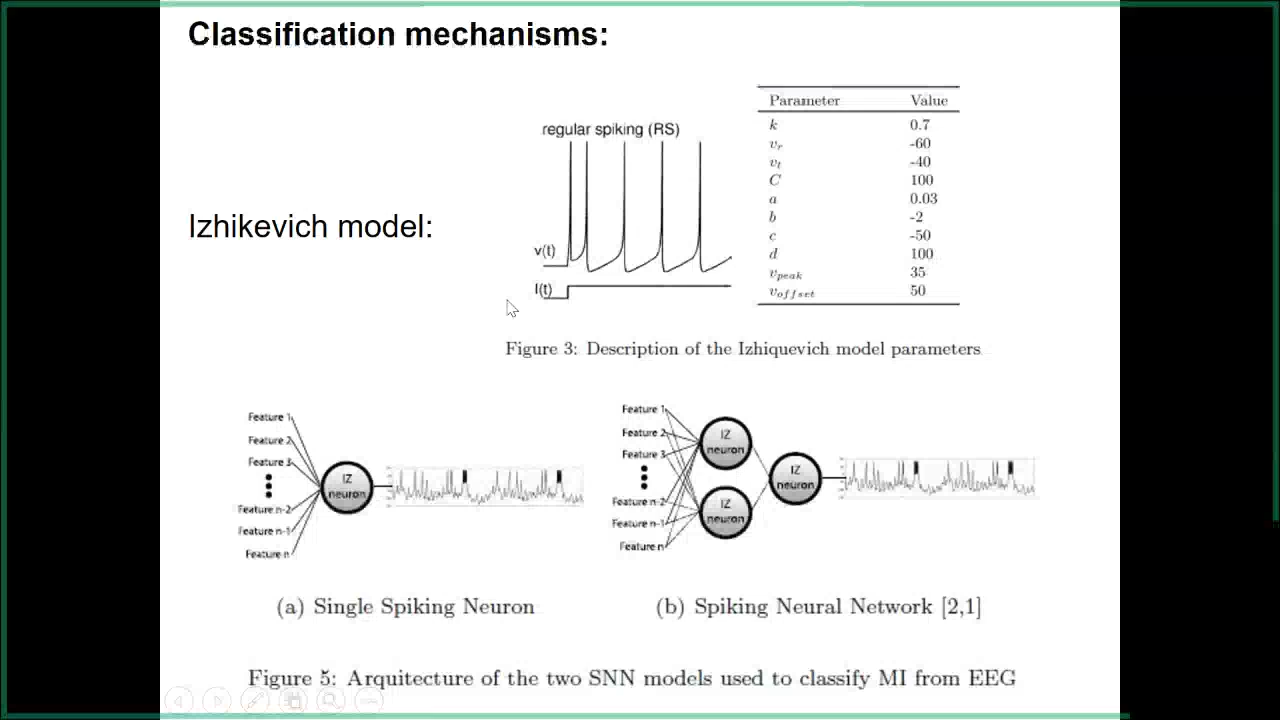 Classification mechanisms:
Izhikevich model:
regular spiking (RS)
v(t)
I(t)
Parameter Value
k 0.7
vr -60
vt -40
C 100
a 0.03
b -2
c -50
d 100
vpeak 35
voffset 50
Figure 3: Description of the Izhiquevich model parameters
Feature 1
Feature 2
Feature 3
Feature n-2
Feature n-1
Feature n
IZ
neuron
(a) Single Spiking Neuron
Feature 1
Feature 2
Feature 3
Feature n-2
Feature n-1
Feature n
IZ
neuron
IZ
neuron
IZ
neuron
(b) Spiking Neural Network [2,1]
Figure 5: Arquitecture of the two SNN models used to classify MI from EEG